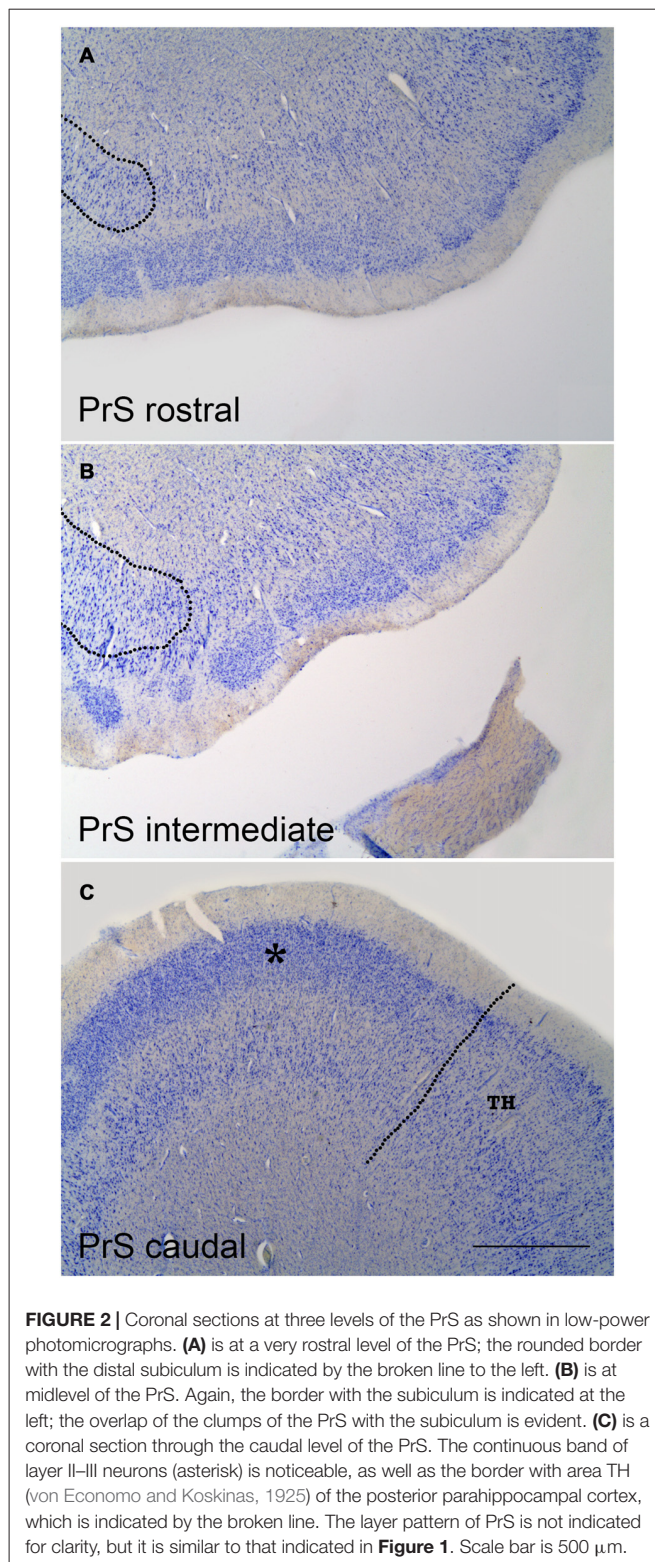 A
PrS rostral
B
PrS intermediate
C
*
TH
PrS caudal
FIGURE 2 | Coronal sections at three levels of the PrS as shown in low-power
photomicrographs. (A) is at a very rostral level of the PrS; the rounded border
with the distal subiculum is indicated by the broken line to the left. (B) is at
midlevel of the PrS. Again, the border with the subiculum is indicated at the
left; the overlap of the clumps of the PrS with the subiculum is evident. (C) is a
coronal section through the caudal level of the PrS. The continuous band of
layer II–III neurons (asterisk) is noticeable, as well as the border with area TH
(von Economo and Koskinas, 1925) of the posterior parahippocampal cortex,
which is indicated by the broken line. The layer pattern of PrS is not indicated
for clarity, but it is similar to that indicated in Figure 1. Scale bar is 500 μm.